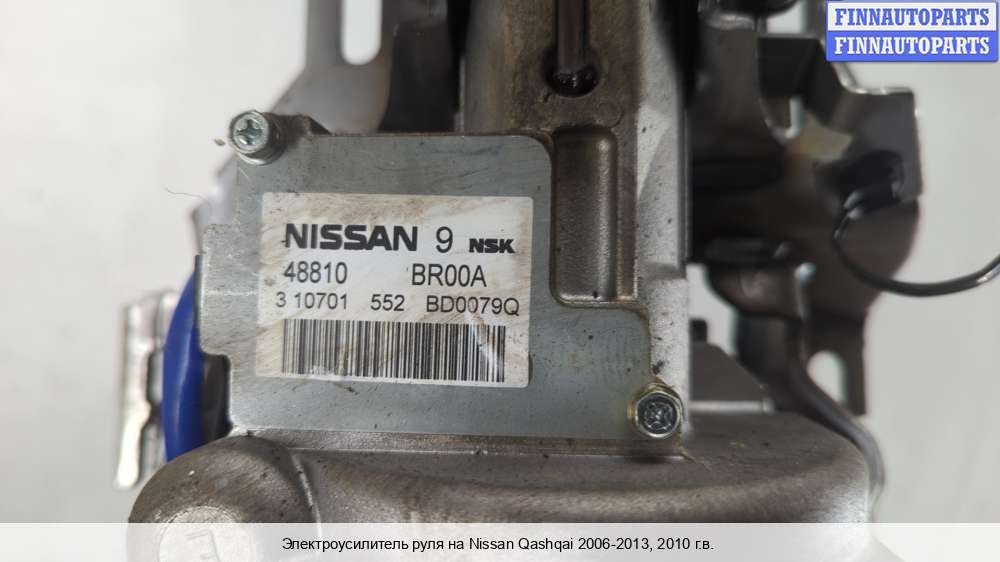 FINNAUTOPARTS
FINNAUTOPARTS
NISSAN 9 NSK
48810 BR00A
3 10701 552 BD0079Q
Электроусилитель руля на Nissan Qashqai 2006-2013, 2010 г.в.